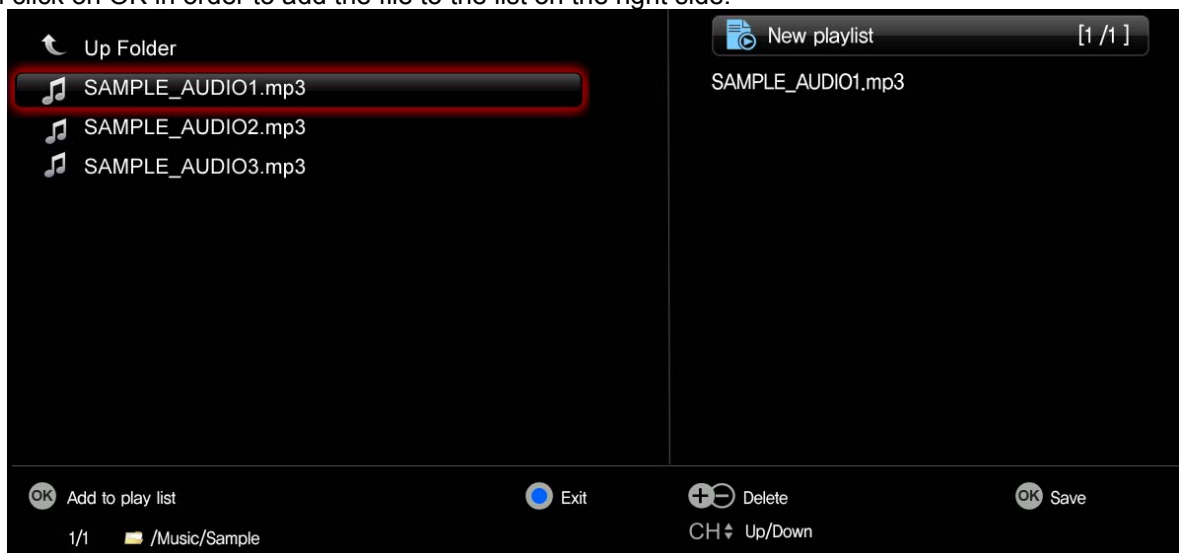 click on OK in order to add the file to the list on the right side.
Up Folder
SAMPLE_AUDIO1.mp3
SAMPLE_AUDIO2.mp3
SAMPLE_AUDIO3.mp3
New playlist [1 /1 ]
SAMPLE_AUDIO1.mp3
OK Add to play list
Exit
Delete
OK Save
1/1 /Music/Sample
CH Up/Down